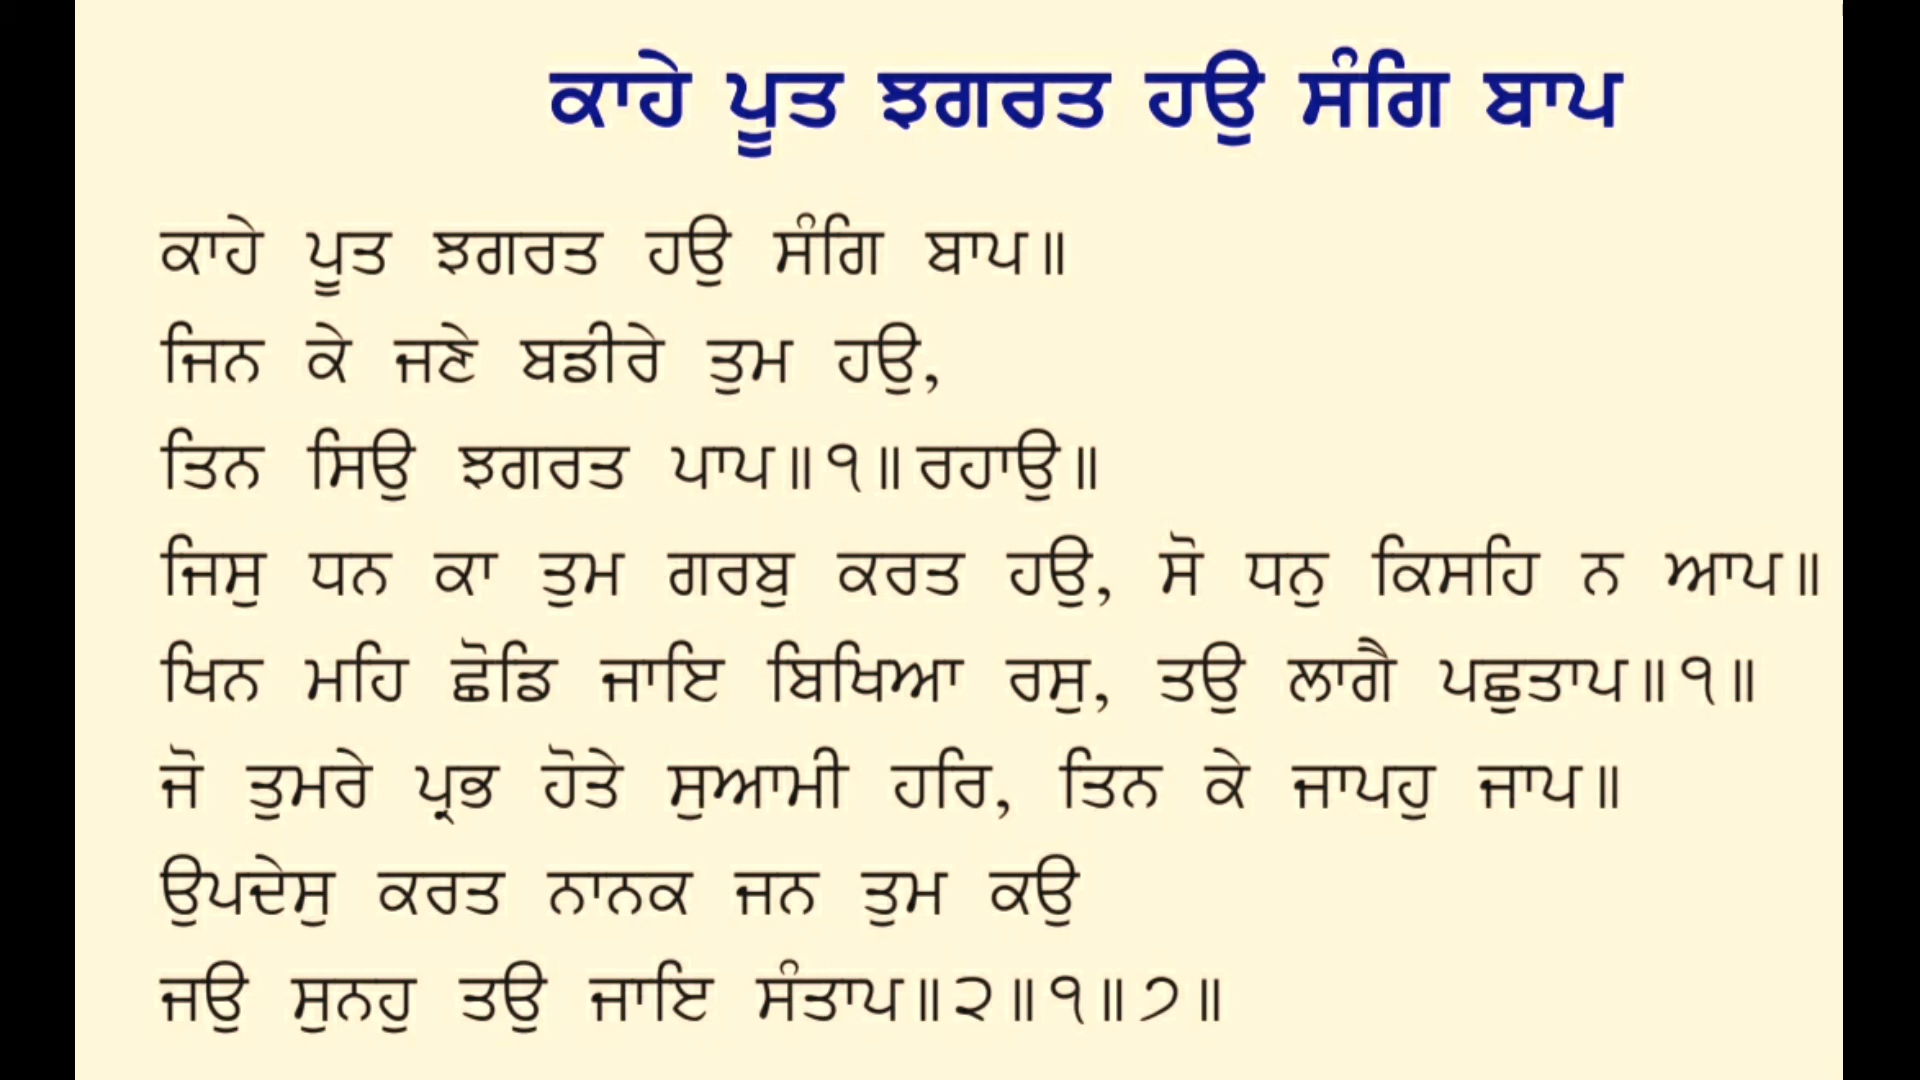 ਕਾਹੇ ਪੂਤ ਝਗਰਤ ਹਉ ਸੰਗਿ ਬਾਪ
ਕਾਹੇ ਪੂਤ ਝਗਰਤ ਹਉ ਸੰਗਿ ਬਾਪ॥
ਜਿਨ ਕੇ ਜਣੇ ਬਡੀਰੇ ਤੁਮ ਹਉ,
ਤਿਨ ਸਿਉ ਝਗਰਤ ਪਾਪ॥੧॥ਰਹਾਉ॥
ਜਿਸੁ ਧਨ ਕਾ ਤੁਮ ਗਰਬੁ ਕਰਤ ਹਉ, ਸੋ ਧਨੁ ਕਿਸਹਿ ਨ ਆਪ॥
ਖਿਨ ਮਹਿ ਛੋਡਿ ਜਾਇ ਬਿਖਿਆ ਰਸੁ, ਤਉ ਲਾਗੈ ਪਛੁਤਾਪ॥੧॥
ਜੋ ਤੁਮਰੇ ਪ੍ਰਭ ਹੋਤੇ ਸੁਆਮੀ ਹਰਿ, ਤਿਨ ਕੇ ਜਾਪਹੁ ਜਾਪ॥
ਉਪਦੇਸੁ ਕਰਤ ਨਾਨਕ ਜਨ ਤੁਮ ਕਉ
ਜਉ ਸੁਨਹੁ ਤਉ ਜਾਇ ਸੰਤਾਪ॥੨॥੧॥੭॥